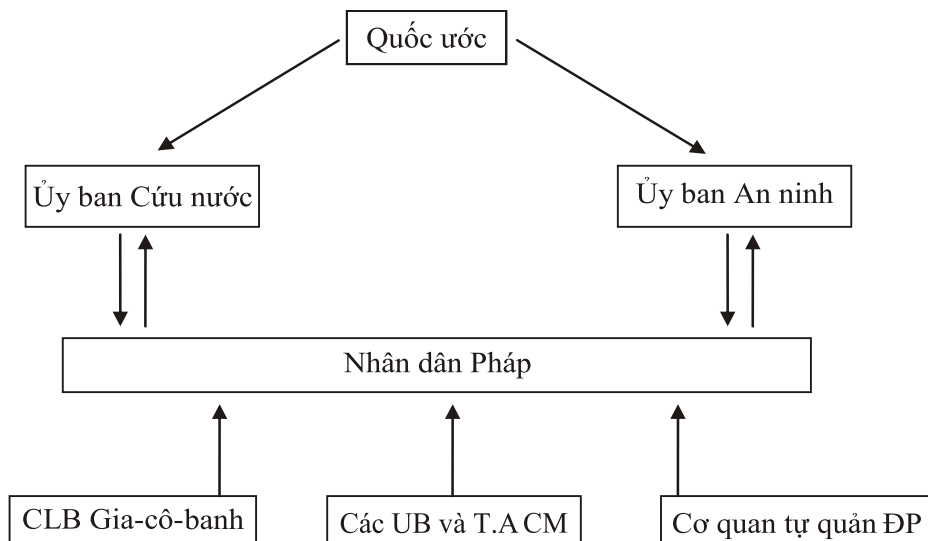 Quốc ước
Ủy ban Cứu nước
Ủy ban An ninh
Nhân dân Pháp
CLB Gia-cô-banh
Các UB và T.A CM
Cơ quan tự quản ĐP